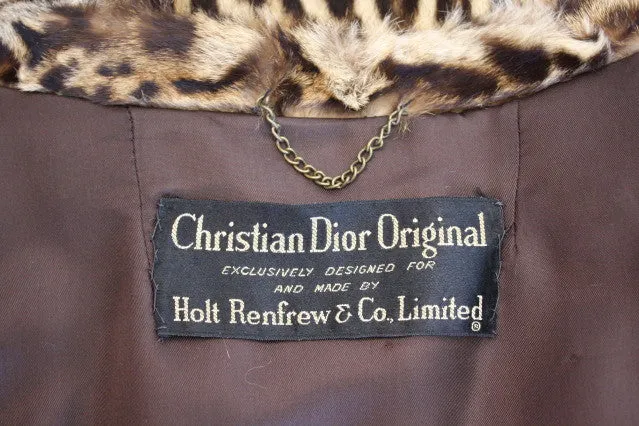 Christian Dior Original
EXCLUSIVELY DESIGNED FOR
AND MADE BY
Holt Renfrew & Co., Limited
®